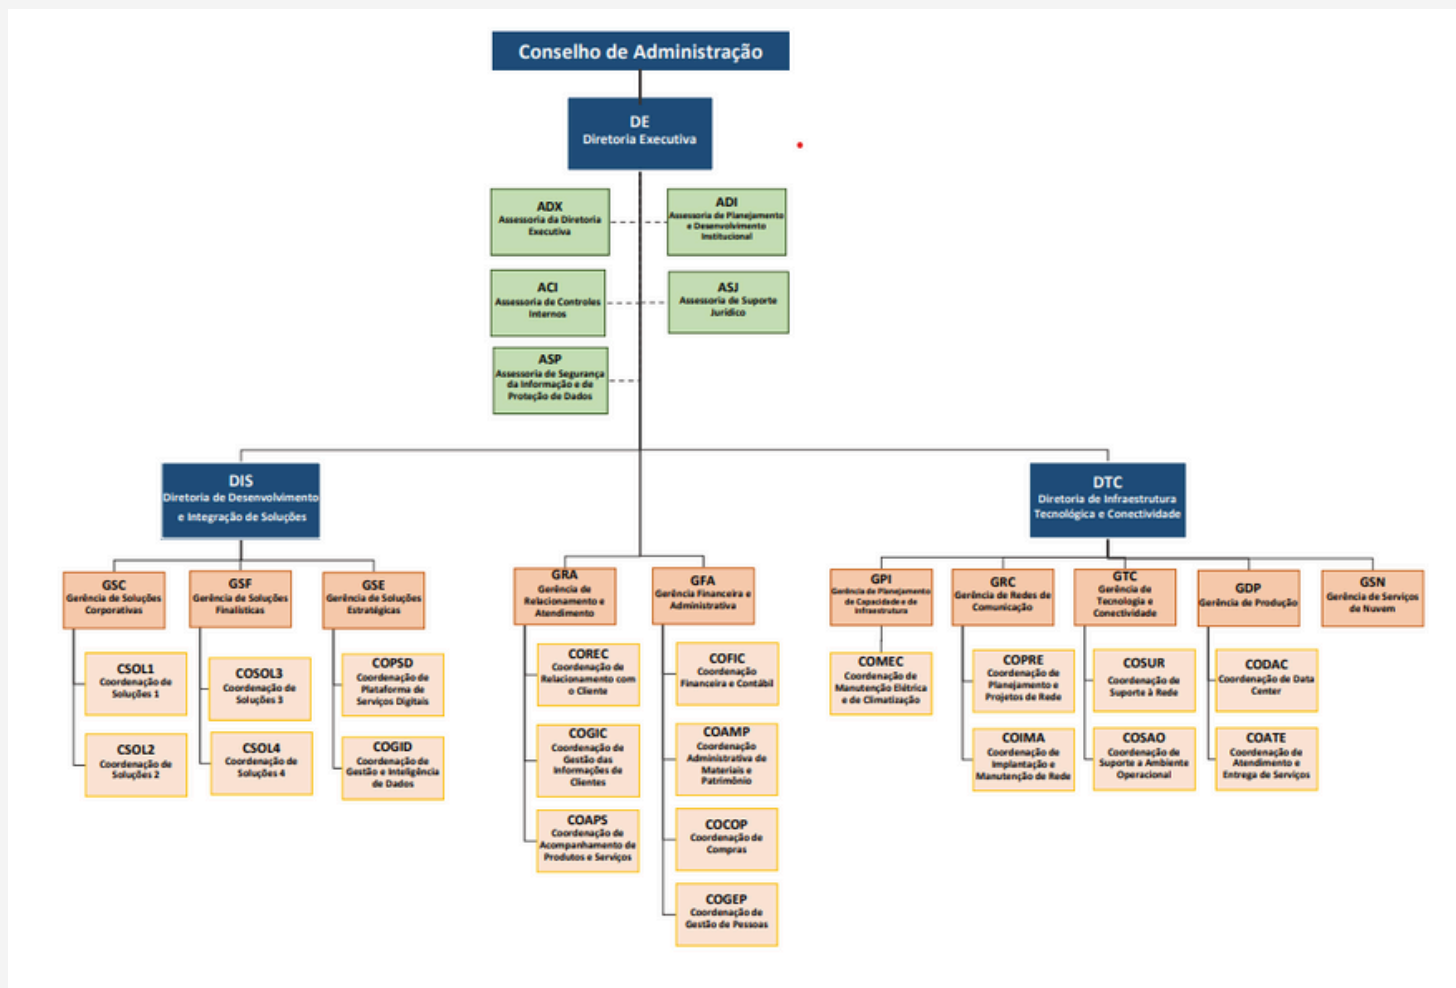 Conselho de Administração
DE
Diretoria Executiva
ADX
Assessoria da Diretoria
Executiva
ADI
Assessoria de Planejamento
e Desenvolvimento
Institucional
ACI
Assessoria de Controles
Internos
ASJ
Assessoria de Suporte
Jurídico
ASP
Assessoria de Segurança
da Informação e de
Proteção de Dados
DIS
Diretoria de Desenvolvimento
e Integração de Soluções
DTC
Diretoria de Infraestrutura
Tecnológica e Conectividade
GSC
Gerência de Soluções
Corporativas
GSF
Gerência de Soluções
Finalísticas
GSE
Gerência de Soluções
Estratégicas
GRA
Gerência de
Relacionamento e
Atendimento
GFA
Gerência Financeira e
Administrativa
GPI
Gerência de Planejamento
de Capacidade e de
Infraestrutura
GRC
Gerência de Redes de
Comunicação
GTC
Gerência de
Tecnologia e
Conectividade
GDP
Gerência de Produção
GSN
Gerência de Serviços
de Nuvem
CSOL1
Coordenação de
Soluções 1
COSOL3
Coordenação de
Soluções 3
COPSD
Coordenação de
Plataforma de
Serviços Digitais
COREC
Coordenação de
Relacionamento com
o Cliente
COFIC
Coordenação
Financeira e Contábil
COMEC
Coordenação de
Manutenção Elétrica
e de Climatização
COPRE
Coordenação de
Planejamento e
Projetos de Rede
COSUR
Coordenação de
Suporte à Rede
CODAC
Coordenação de Data
Center
CSOL2
Coordenação de
Soluções 2
CSOL4
Coordenação de
Soluções 4
COGID
Coordenação de
Gestão e Inteligência
de Dados
COGIC
Coordenação de
Gestão das
Informações de
Clientes
COAMP
Coordenação
Administrativa de
Materiais e
Patrimônio
COIMA
Coordenação de
Implantação e
Manutenção de Rede
COSAO
Coordenação de
Suporte a Ambiente
Operacional
COATE
Coordenação de
Atendimento e
Entrega de Serviços
COAPS
Coordenação de
Acompanhamento de
Produtos e Serviços
COCOP
Coordenação de
Compras
COGEP
Coordenação de
Gestão de Pessoas